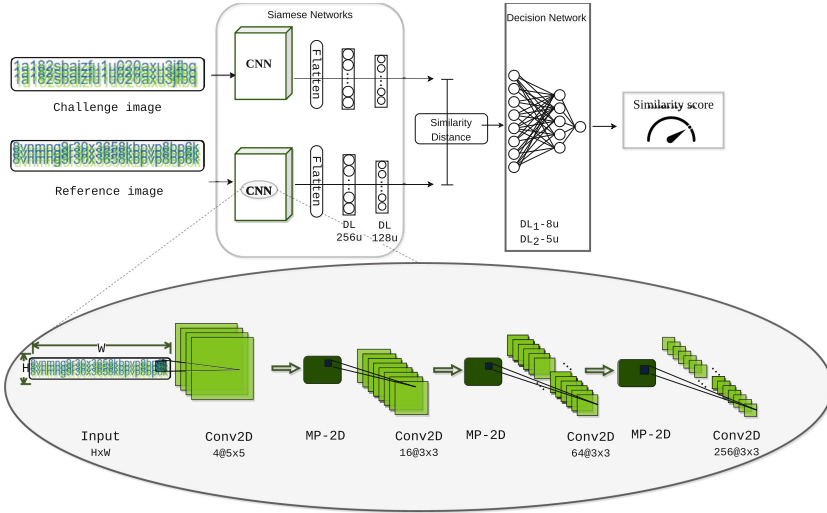 Siamese Networks
Decision Network
CNN
Flatten
1a182sbaizfu1u020axu3jfbq
Challenge image
Similarity
Distance
Similarity score
Reference image
CNN
Flatten
DL
256u
DL
128u
DL1-8u
DL2-5u
W
H
Input
HxW
Conv2D
4@5x5
MP-2D
Conv2D
16@3x3
MP-2D
Conv2D
64@3x3
MP-2D
Conv2D
256@3x3